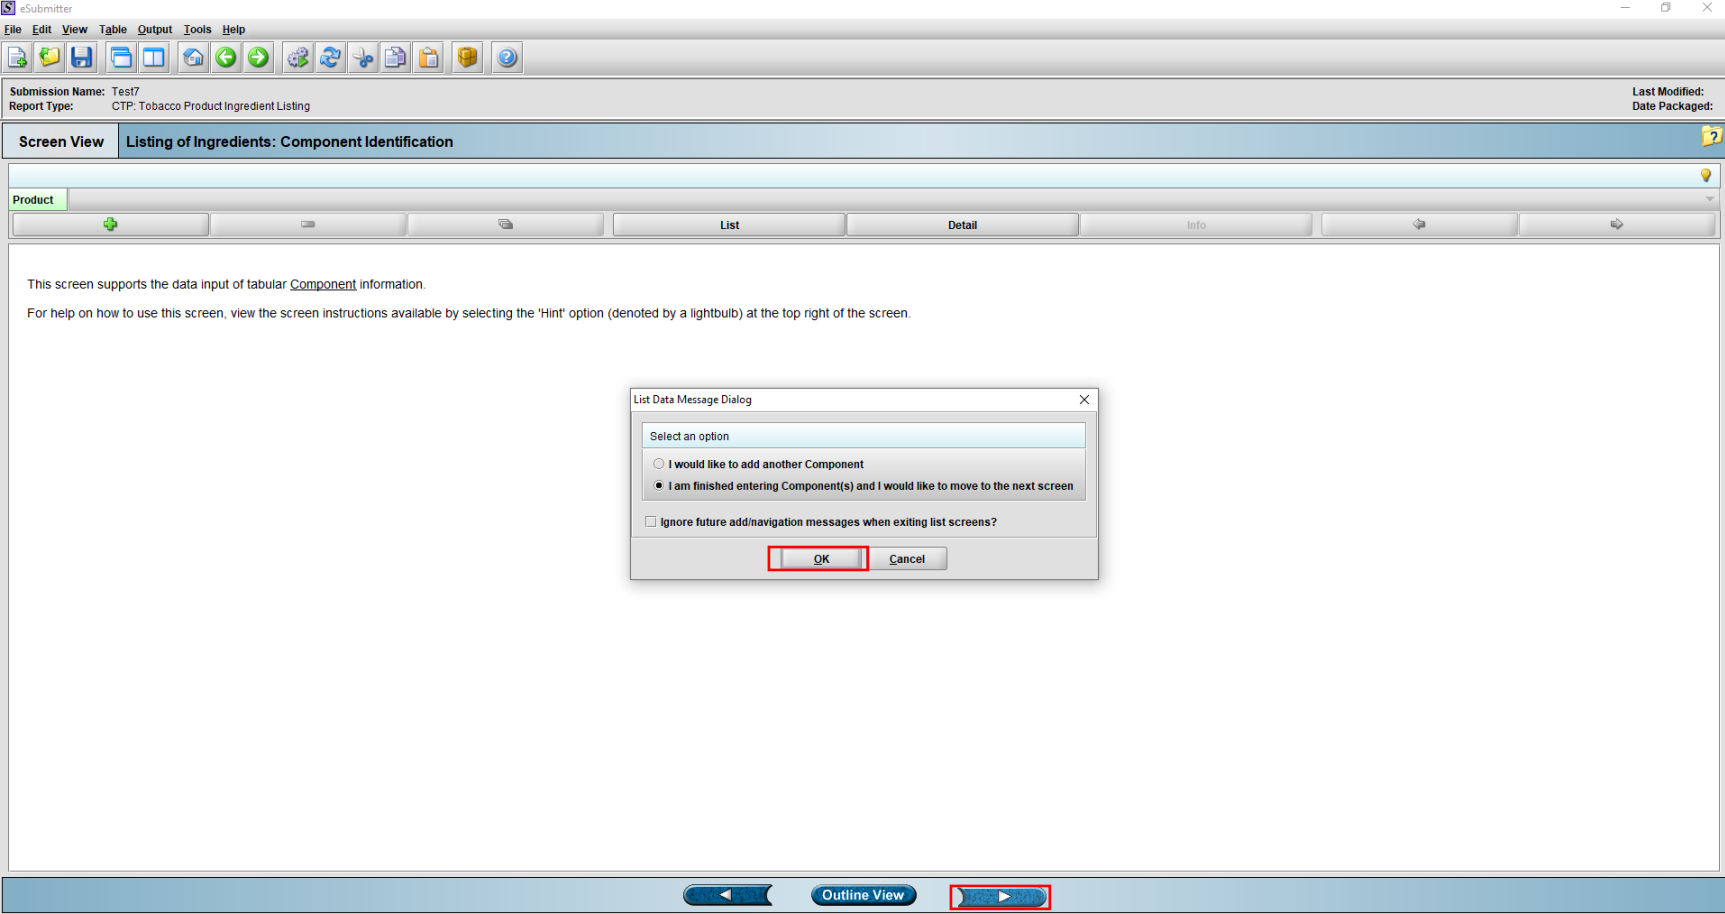 S eSubmitter
File Edit View Table Output Tools Help
Submission Name: Test7 Last Modified:
Report Type: CTP: Tobacco Product Ingredient Listing Date Packaged:
Screen View Listing of Ingredients: Component Identification
Product
List Detail Info
This screen supports the data input of tabular Component information.
For help on how to use this screen, view the screen instructions available by selecting the 'Hint' option (denoted by a lightbulb) at the top right of the screen.
List Data Message Dialog
Select an option
I would like to add another Component
I am finished entering Component(s) and I would like to move to the next screen
Ignore future add/navigation messages when exiting list screens?
OK Cancel
Outline View